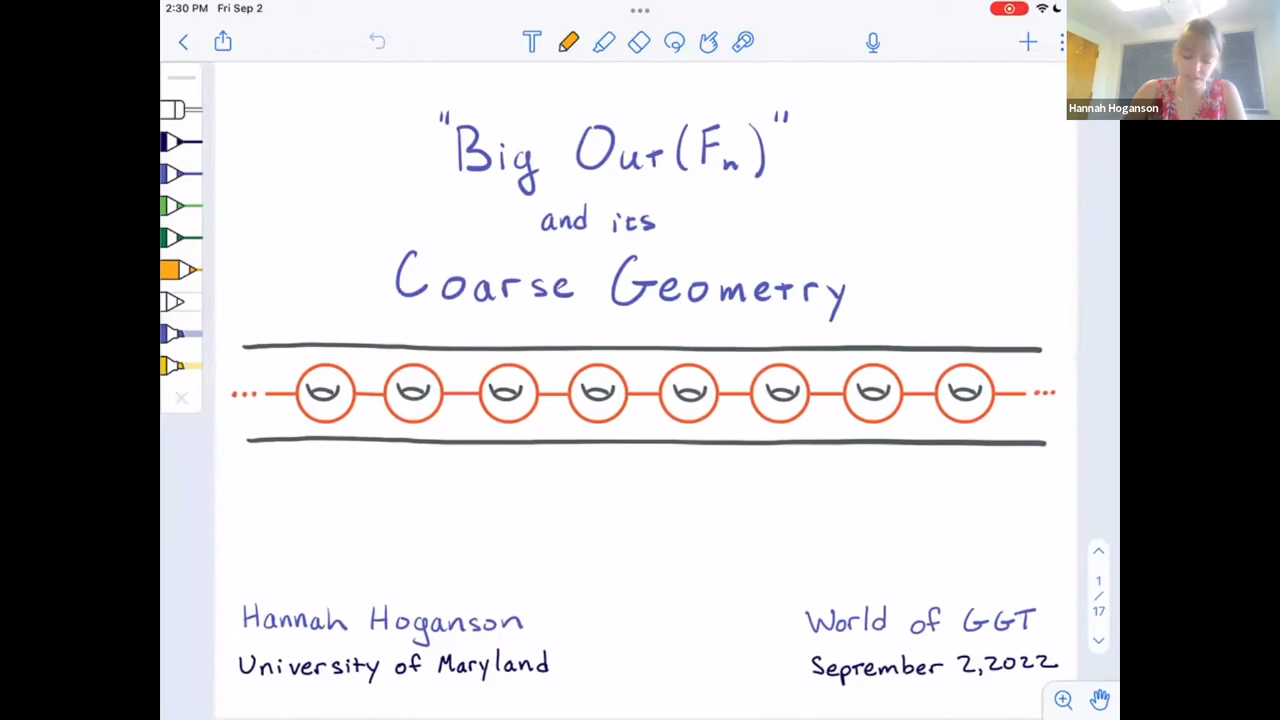 2:30 PM Fri Sep 2
Hannah Hoganson
"Big Out(Fn)"
and its
Coarse Geometry
Hannah Hoganson
University of Maryland
World of GGT
September 2, 2022
1
/
17